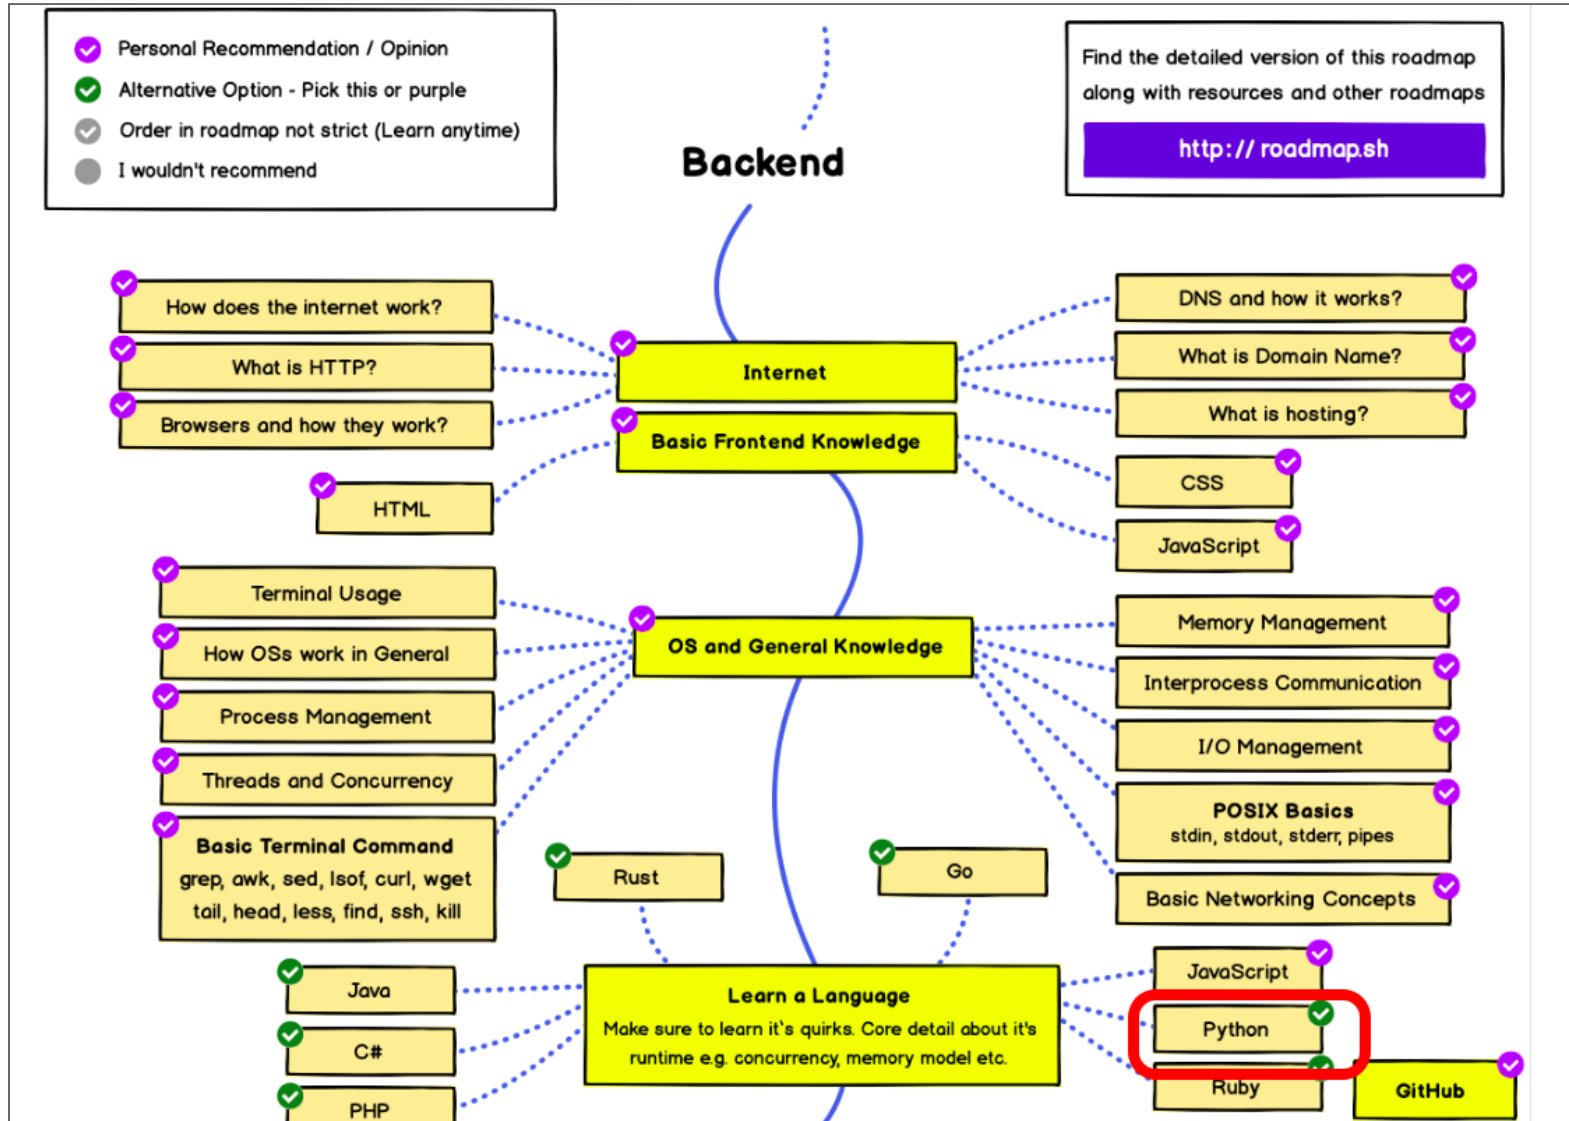 Personal Recommendation / Opinion
Alternative Option - Pick this or purple
Order in roadmap not strict (Learn anytime)
I wouldn't recommend
Find the detailed version of this roadmap
along with resources and other roadmaps
http://roadmap.sh
Backend
How does the internet work?
What is HTTP?
Browsers and how they work?
Internet
DNS and how it works?
What is Domain Name?
What is hosting?
Basic Frontend Knowledge
HTML
CSS
JavaScript
Terminal Usage
How OSs work in General
Process Management
Threads and Concurrency
Basic Terminal Command
grep, awk, sed, lsof, curl, wget
tail, head, less, find, ssh, kill
OS and General Knowledge
Memory Management
Interprocess Communication
I/O Management
POSIX Basics
stdin, stdout, stderr, pipes
Basic Networking Concepts
Rust
Go
Java
C#
PHP
Learn a Language
Make sure to learn it`s quirks. Core detail about it's
runtime e.g. concurrency, memory model etc.
JavaScript
Python
Ruby
GitHub